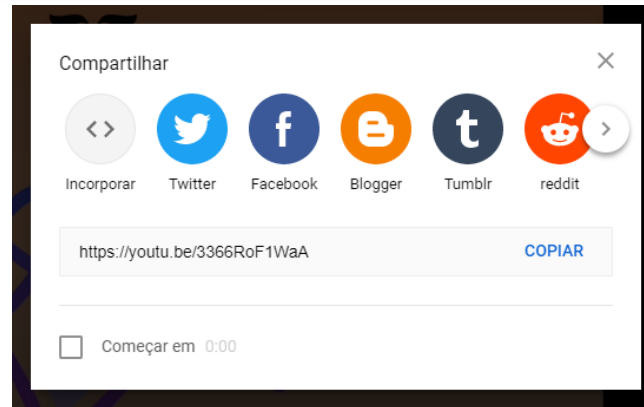 Compartilhar
Incorporar Twitter Facebook Blogger Tumblr reddit
https://youtu.be/3366RoF1WaA COPIAR
Começar em 0:00